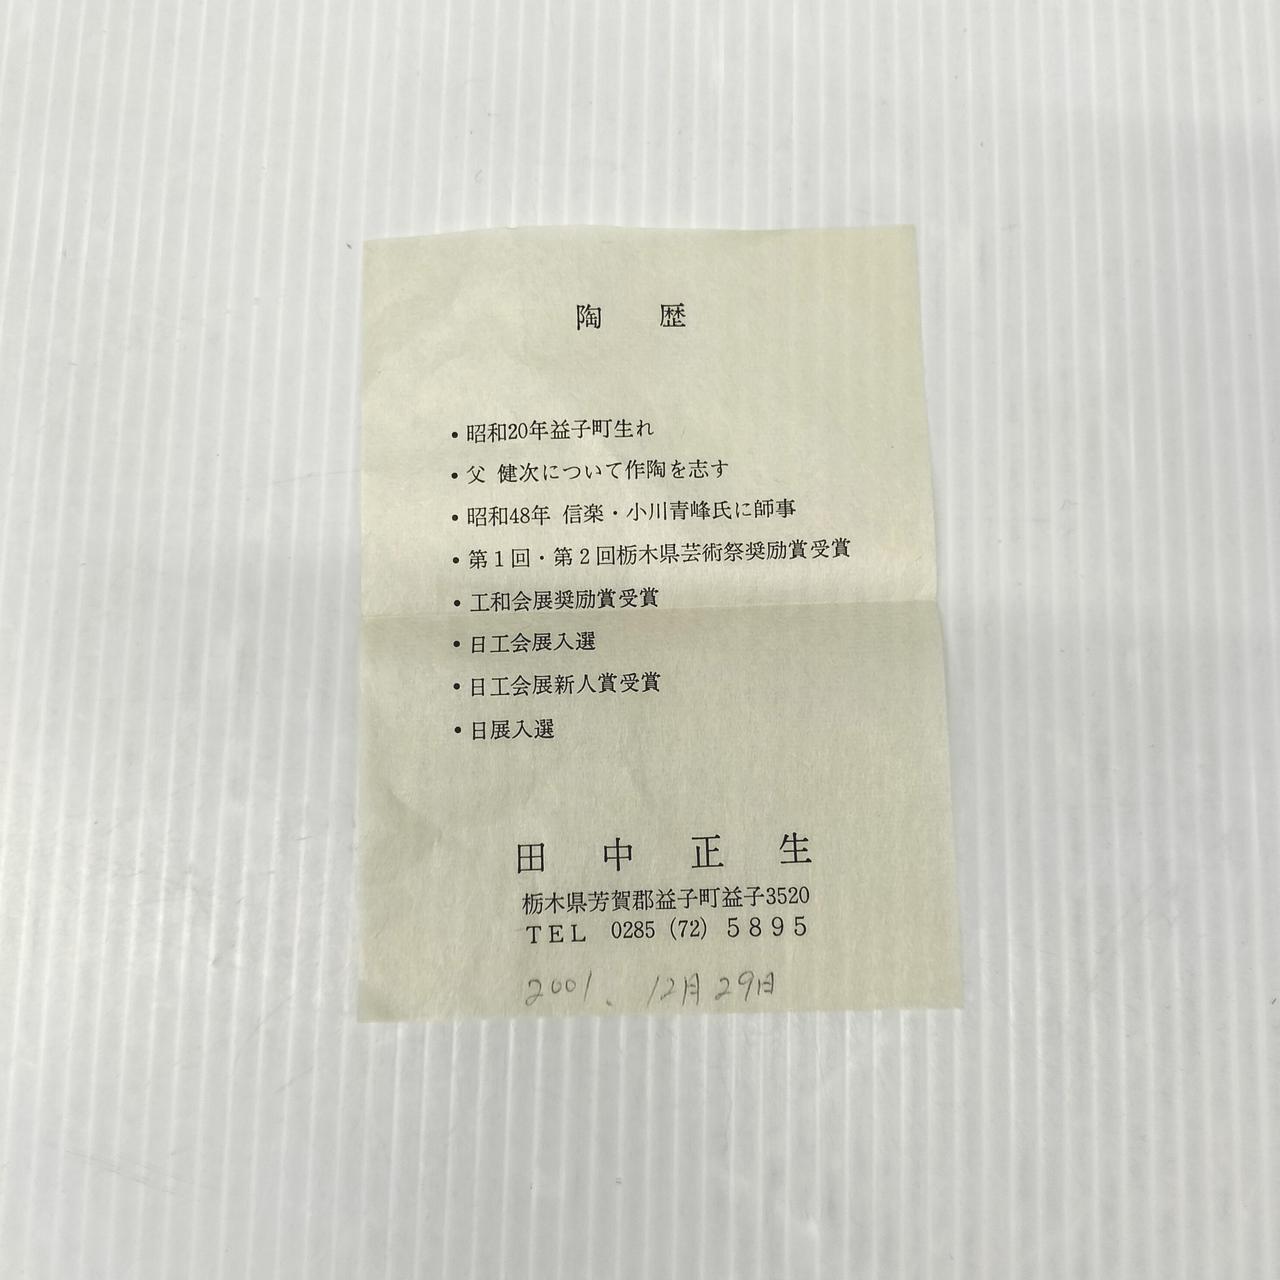 陶 歴
・昭和20年益子町生れ
・父 健次について作陶を志す
・昭和48年 信楽・小川青峰氏に師事
・第1回・第2回栃木県芸術祭奨励賞受賞
・工和会展奨励賞受賞
・日工会展入選
・日工会展新人賞受賞
・日展入選
田中正生
栃木県芳賀郡益子町益子3520
TEL 0285 (72) 5895
2001. 12月29日